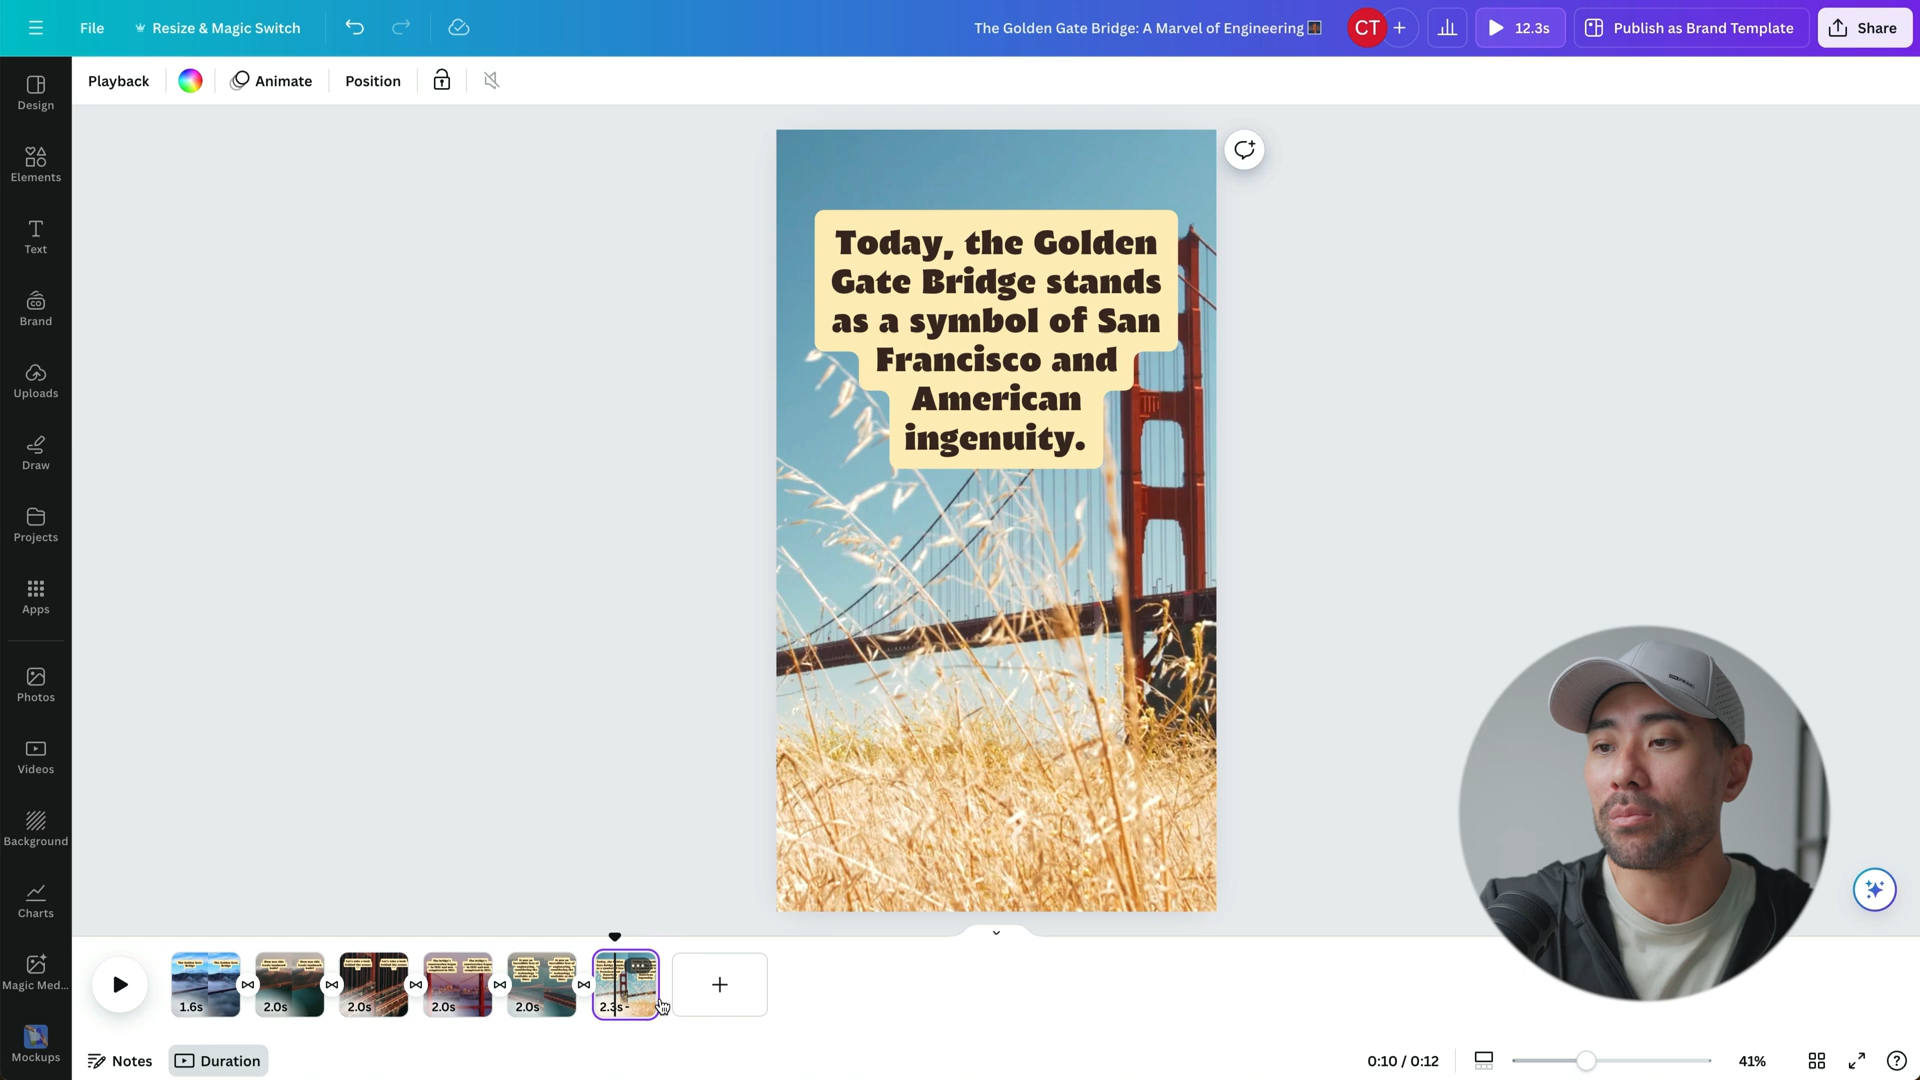 File
Resize & Magic Switch
The Golden Gate Bridge: A Marvel of Engineering
CT
12.3s
Publish as Brand Template
Share
Playback
Animate
Position
Design
Elements
Text
Brand
Uploads
Draw
Projects
Apps
Photos
Videos
Background
Charts
Magic Med...
Mockups
Today, the Golden
Gate Bridge stands
as a symbol of San
Francisco and
American
ingenuity.
1.6s
2.0s
2.0s
2.0s
2.0s
2.3s
Notes
Duration
0:10 / 0:12
41%